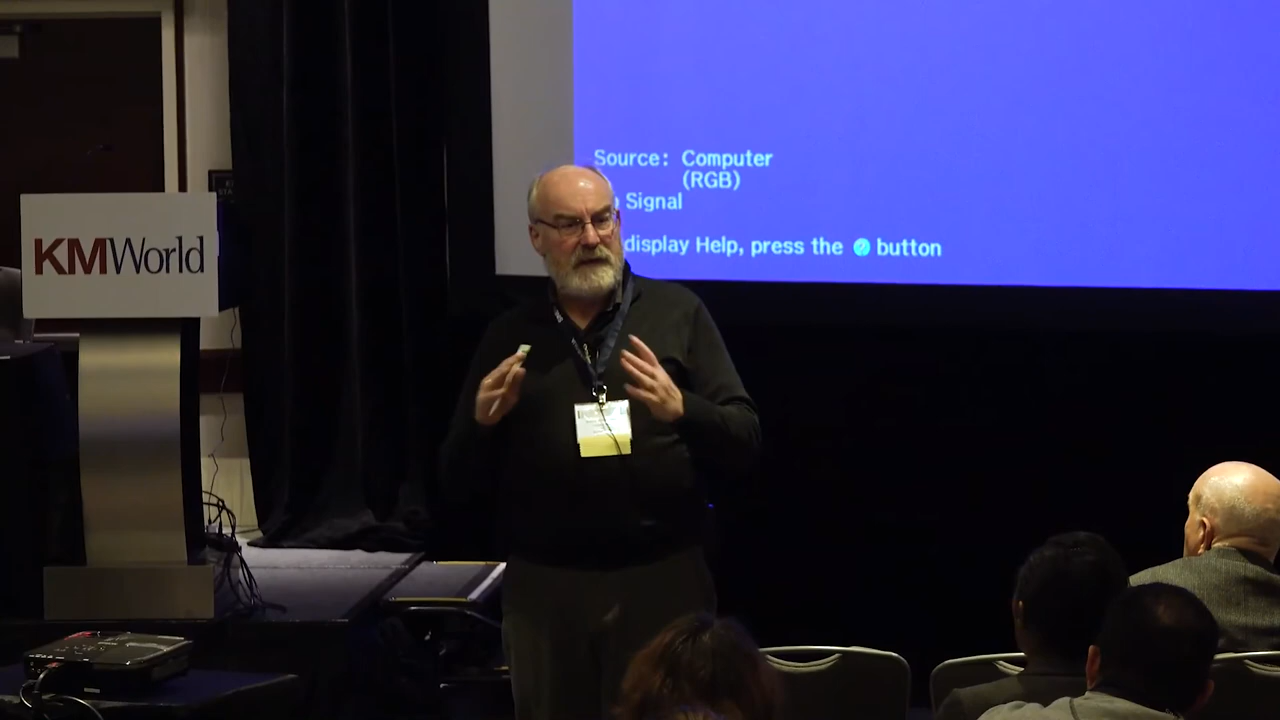 KMWorld
Source: Computer
(RGB)
Signal
display Help, press the button